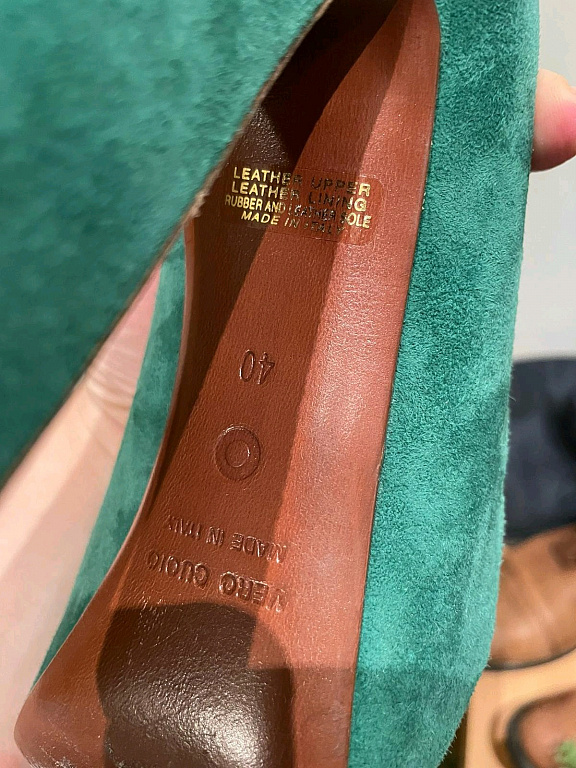 LEATHER UPPER
LEATHER LINING
RUBBER AND LEATHER SOLE
MADE IN ITALY
40
MADE IN ITALY
VERO CUOIO